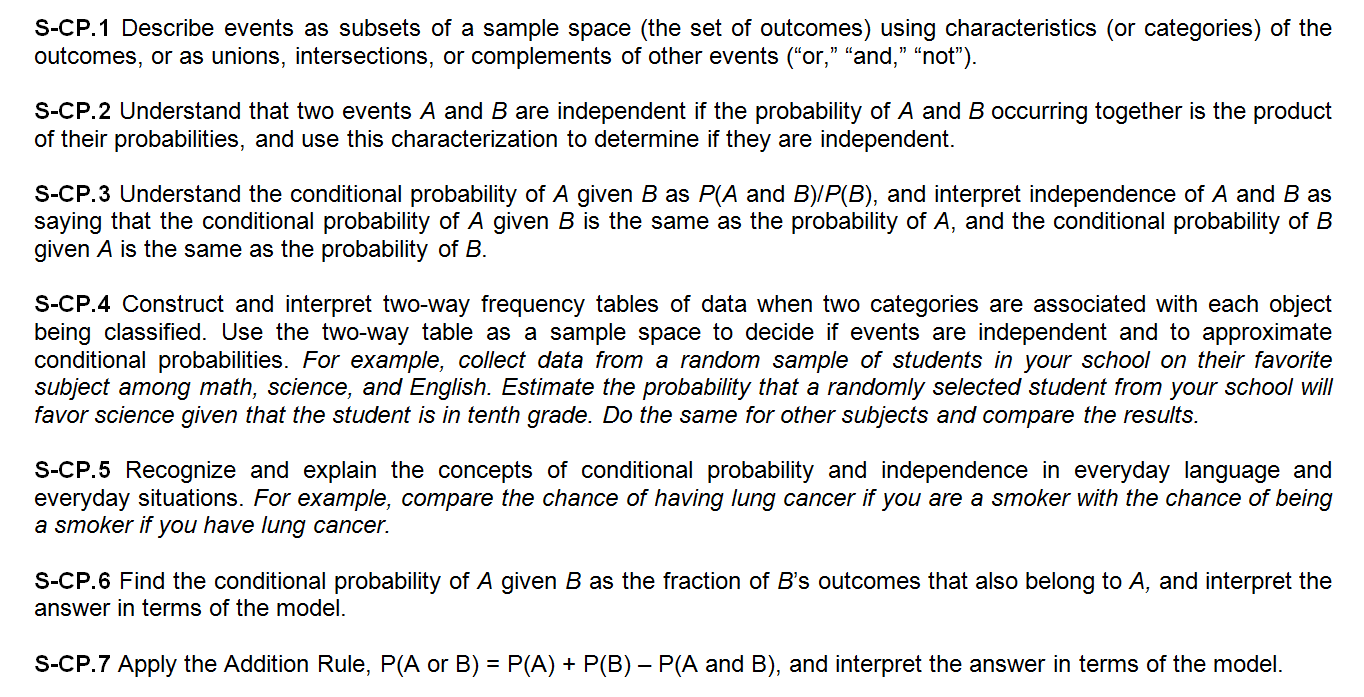 S-CP.1 Describe events as subsets of a sample space (the set of outcomes) using characteristics (or categories) of the
outcomes, or as unions, intersections, or complements of other events (“or,” “and,” “not”).
S-CP.2 Understand that two events A and B are independent if the probability of A and B occurring together is the product
of their probabilities, and use this characterization to determine if they are independent.
S-CP.3 Understand the conditional probability of A given B as P(A and B)/P(B), and interpret independence of A and B as
saying that the conditional probability of A given B is the same as the probability of A, and the conditional probability of B
given A is the same as the probability of B.
S-CP.4 Construct and interpret two-way frequency tables of data when two categories are associated with each object
being classified. Use the two-way table as a sample space to decide if events are independent and to approximate
conditional probabilities. For example, collect data from a random sample of students in your school on their favorite
subject among math, science, and English. Estimate the probability that a randomly selected student from your school will
favor science given that the student is in tenth grade. Do the same for other subjects and compare the results.
S-CP.5 Recognize and explain the concepts of conditional probability and independence in everyday language and
everyday situations. For example, compare the chance of having lung cancer if you are a smoker with the chance of being
a smoker if you have lung cancer.
S-CP.6 Find the conditional probability of A given B as the fraction of B’s outcomes that also belong to A, and interpret the
answer in terms of the model.
S-CP.7 Apply the Addition Rule, P(A or B) = P(A) + P(B) – P(A and B), and interpret the answer in terms of the model.